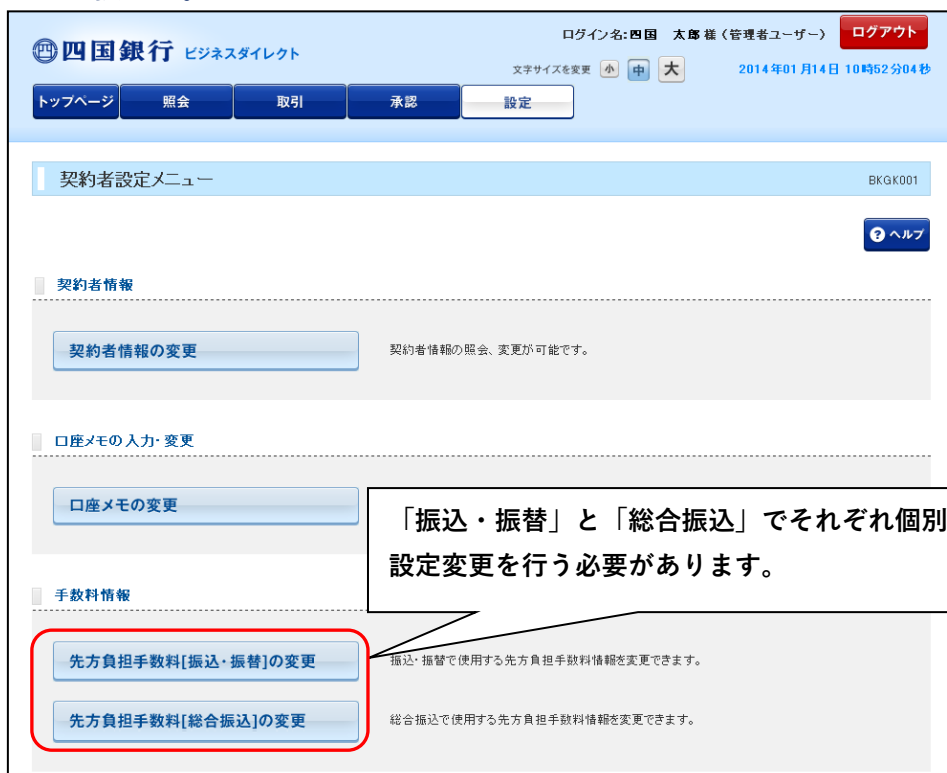 ログイン名:四国　太郎 様（管理者ユーザー） ログアウト
四国銀行 ビジネスダイレクト
文字サイズを変更 小 中 大 2014年01月14日 10時52分04秒
トップページ 照会 取引 承認 設定
契約者設定メニュー BKGK001
? ヘルプ
契約者情報
契約者情報の変更 契約者情報の照会、変更が可能です。
口座メモの入力・変更
口座メモの変更
「振込・振替」と「総合振込」でそれぞれ個別
設定変更を行う必要があります。
手数料情報
先方負担手数料[振込・振替]の変更 振込・振替で使用する先方負担手数料情報を変更できます。
先方負担手数料[総合振込]の変更 総合振込で使用する先方負担手数料情報を変更できます。